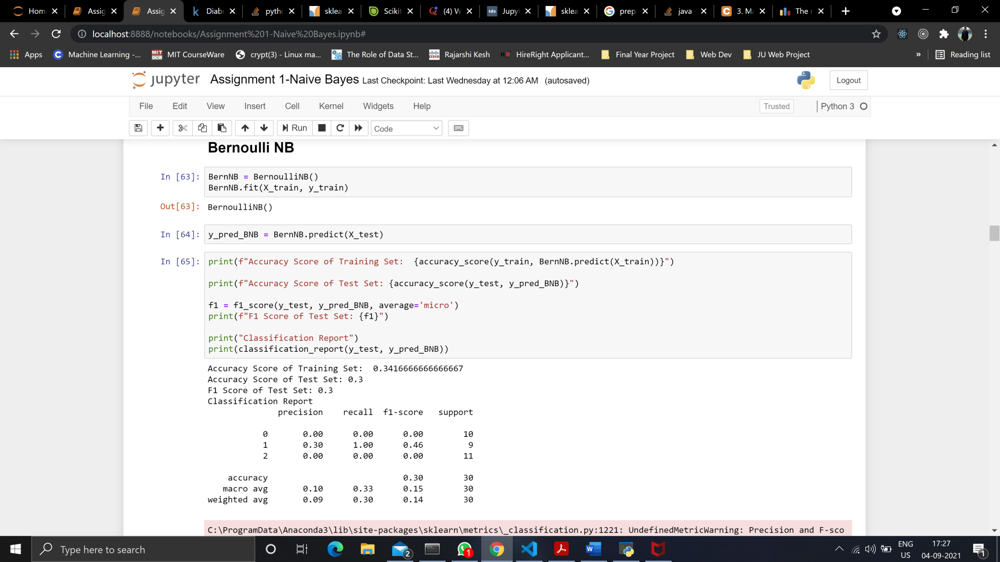 Hom
Assig
Assig
Diab
pytho
sklea
Scikit
(4) W
Jupy
sklea
prep
java
3. Ma
The r
localhost:8888/notebooks/Assignment%201-Naive%20Bayes.ipynb#
Apps
Machine Learning -...
MIT CourseWare
crypt(3) - Linux ma...
The Role of Data St...
Rajarshi Kesh
HireRight Applicant...
Final Year Project
Web Dev
JU Web Project
»
Reading list
jupyter Assignment 1-Naive Bayes Last Checkpoint: Last Wednesday at 12:06 AM (autosaved)
Logout
File Edit View Insert Cell Kernel Widgets Help
Trusted
Python 3
Run
Code
Bernoulli NB
In [63]: BernNB = BernoulliNB()
BernNB.fit(X_train, y_train)
Out[63]: BernoulliNB()
In [64]: y_pred_BNB = BernNB.predict(X_test)
In [65]: print(f"Accuracy Score of Training Set:  {accuracy_score(y_train, BernNB.predict(X_train))}")
print(f"Accuracy Score of Test Set: {accuracy_score(y_test, y_pred_BNB)}")
f1 = f1_score(y_test, y_pred_BNB, average='micro')
print(f"F1 Score of Test Set: {f1}")
print("Classification Report")
print(classification_report(y_test, y_pred_BNB))
Accuracy Score of Training Set:  0.3416666666666667
Accuracy Score of Test Set: 0.3
F1 Score of Test Set: 0.3
Classification Report
precision recall f1-score support
0 0.00 0.00 0.00 10
1 0.30 1.00 0.46 9
2 0.00 0.00 0.00 11
accuracy 0.30 30
macro avg 0.10 0.33 0.15 30
weighted avg 0.09 0.30 0.14 30
C:\ProgramData\Anaconda3\lib\site-packages\sklearn\metrics\_classification.py:1221: UndefinedMetricWarning: Precision and F-sco
Type here to search
2
1
ENG
US
17:27
04-09-2021
1